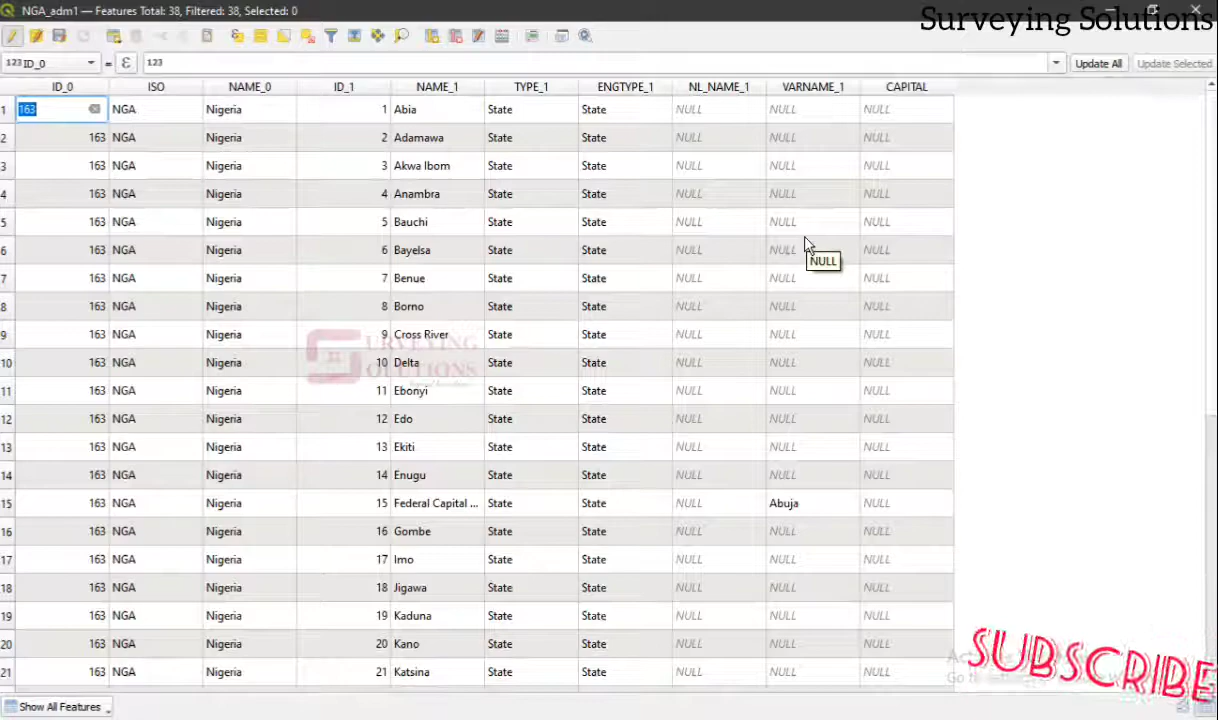 NGA_adm1 — Features Total: 38, Filtered: 38, Selected: 0
Surveying Solutions
123 ID_0 = ε 123 Update All Update Selected
ID_0 ISO NAME_0 ID_1 NAME_1 TYPE_1 ENGTYPE_1 NL_NAME_1 VARNAME_1 CAPITAL
1 163 NGA Nigeria 1 Abia State State NULL NULL NULL
2 163 NGA Nigeria 2 Adamawa State State NULL NULL NULL
3 163 NGA Nigeria 3 Akwa Ibom State State NULL NULL NULL
4 163 NGA Nigeria 4 Anambra State State NULL NULL NULL
5 163 NGA Nigeria 5 Bauchi State State NULL NULL NULL
6 163 NGA Nigeria 6 Bayelsa State State NULL NULL NULL
NULL
7 163 NGA Nigeria 7 Benue State State NULL NULL NULL
8 163 NGA Nigeria 8 Borno State State NULL NULL NULL
9 163 NGA Nigeria 9 Cross River State State NULL NULL NULL
SURVEYING
SOLUTIONS
10 163 NGA Nigeria 10 Delta State State NULL NULL NULL
11 163 NGA Nigeria 11 Ebonyi State State NULL NULL NULL
12 163 NGA Nigeria 12 Edo State State NULL NULL NULL
13 163 NGA Nigeria 13 Ekiti State State NULL NULL NULL
14 163 NGA Nigeria 14 Enugu State State NULL NULL NULL
15 163 NGA Nigeria 15 Federal Capital ... State State NULL Abuja NULL
16 163 NGA Nigeria 16 Gombe State State NULL NULL NULL
17 163 NGA Nigeria 17 Imo State State NULL NULL NULL
18 163 NGA Nigeria 18 Jigawa State State NULL NULL NULL
19 163 NGA Nigeria 19 Kaduna State State NULL NULL NULL
20 163 NGA Nigeria 20 Kano State State NULL NULL NULL
21 163 NGA Nigeria 21 Katsina State State NULL NULL NULL
SUBSCRIBE
Show All Features